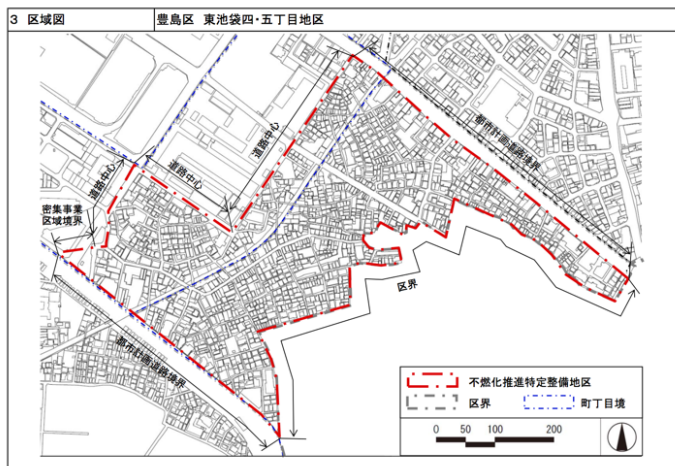 3 区域図
豊島区 東池袋四・五丁目地区
都市計画道路境界
道路中心
道路中心
道路中心
密集事業
区域境界
区界
都市計画道路境界
不燃化推進特定整備地区
区界
町丁目境
0 50 100 200